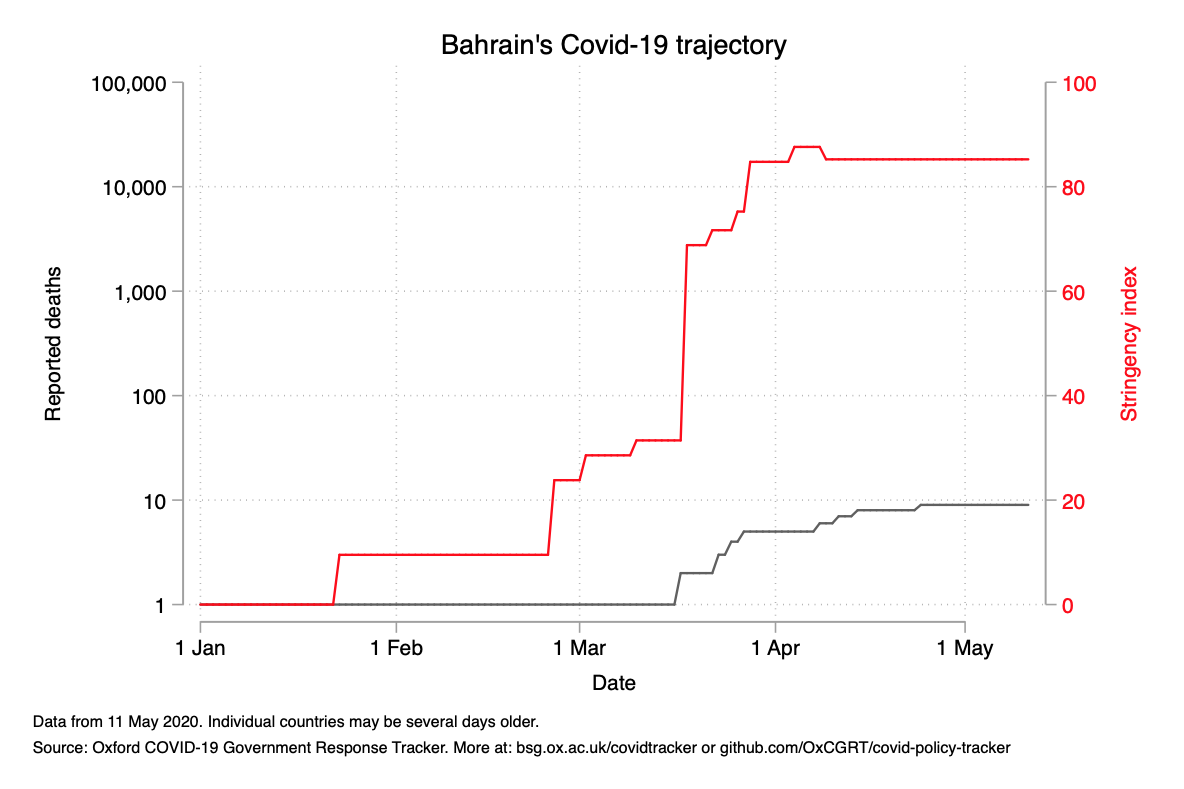 Bahrain's Covid-19 trajectory
100,000
10,000
1,000
100
10
1
Reported deaths
100
80
60
40
20
0
Stringency index
1 Jan
1 Feb
1 Mar
1 Apr
1 May
Date
Data from 11 May 2020. Individual countries may be several days older.
Source: Oxford COVID-19 Government Response Tracker. More at: bsg.ox.ac.uk/covidtracker or github.com/OxCGRT/covid-policy-tracker